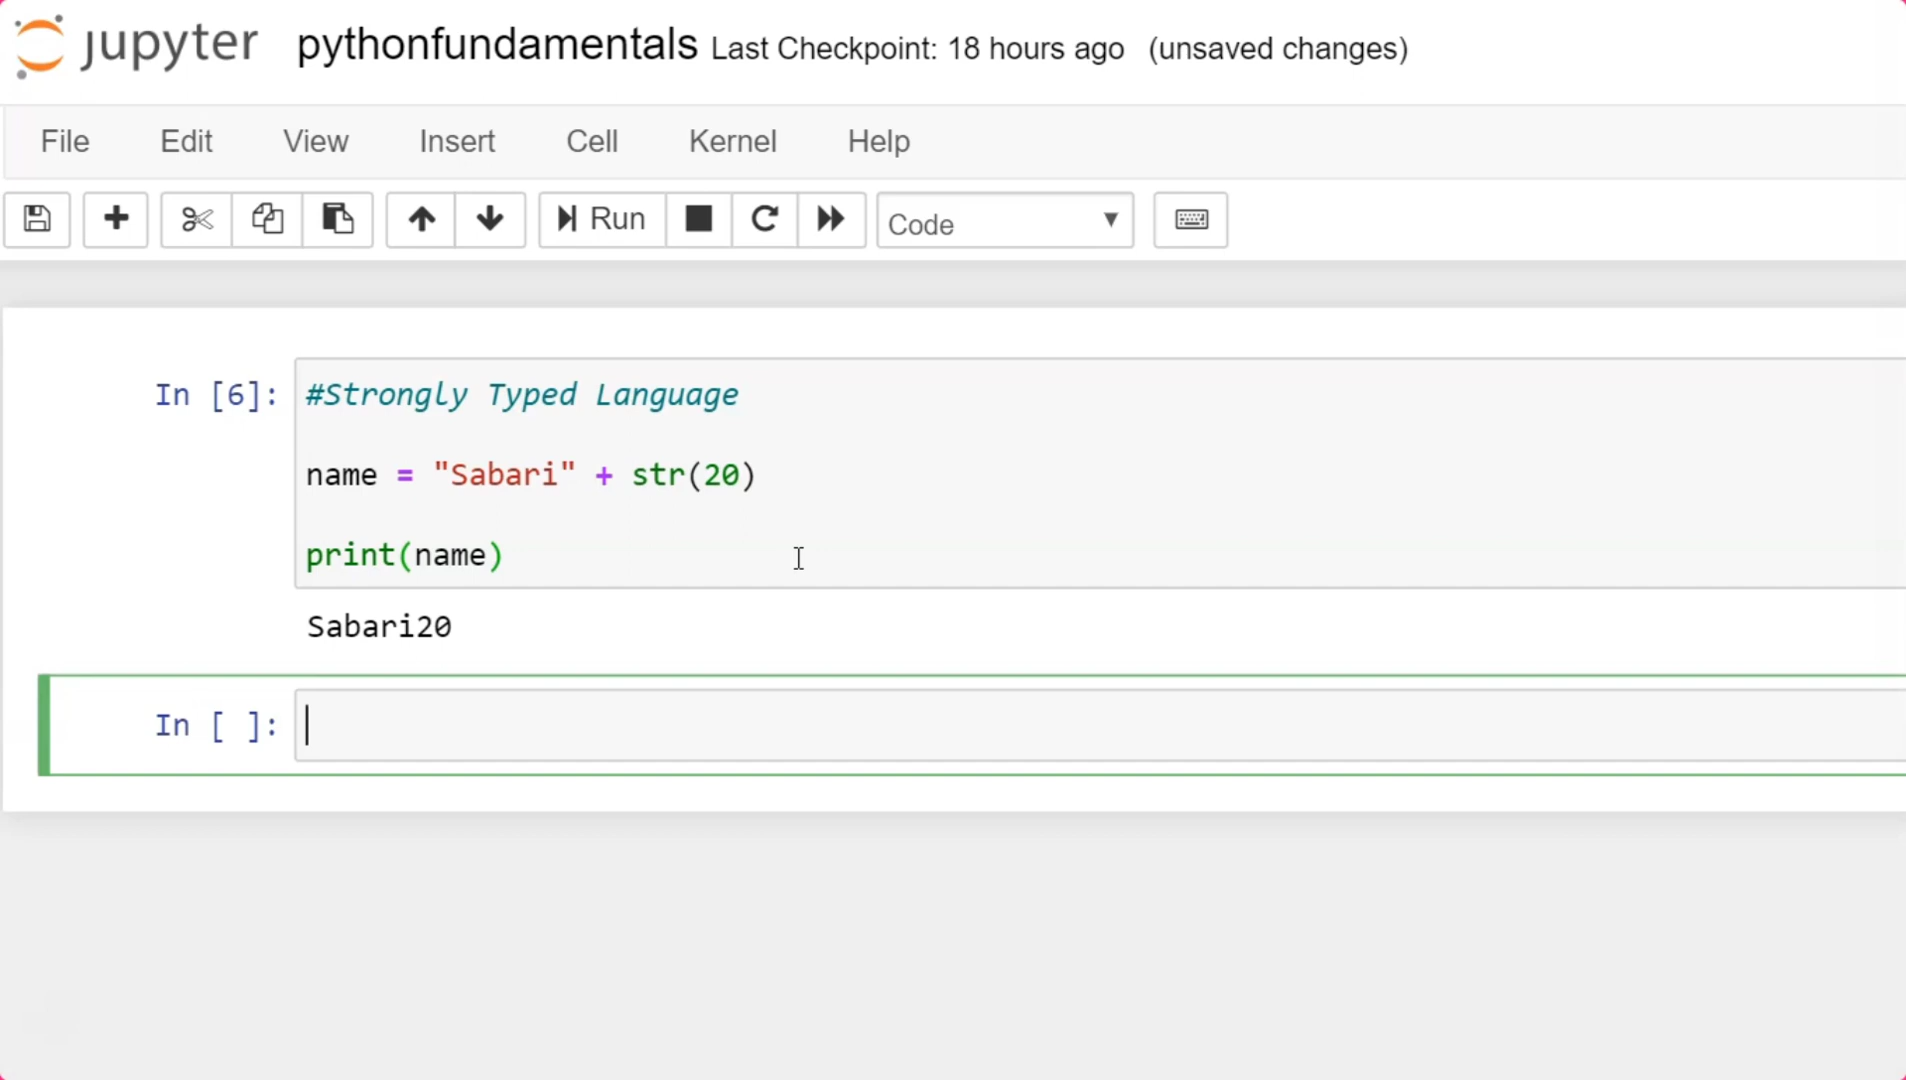 jupyter pythonfundamentals Last Checkpoint: 18 hours ago (unsaved changes)
File Edit View Insert Cell Kernel Help
Run Code
In [6]: #Strongly Typed Language
name = "Sabari" + str(20)
print(name)
Sabari20
In [ ]: